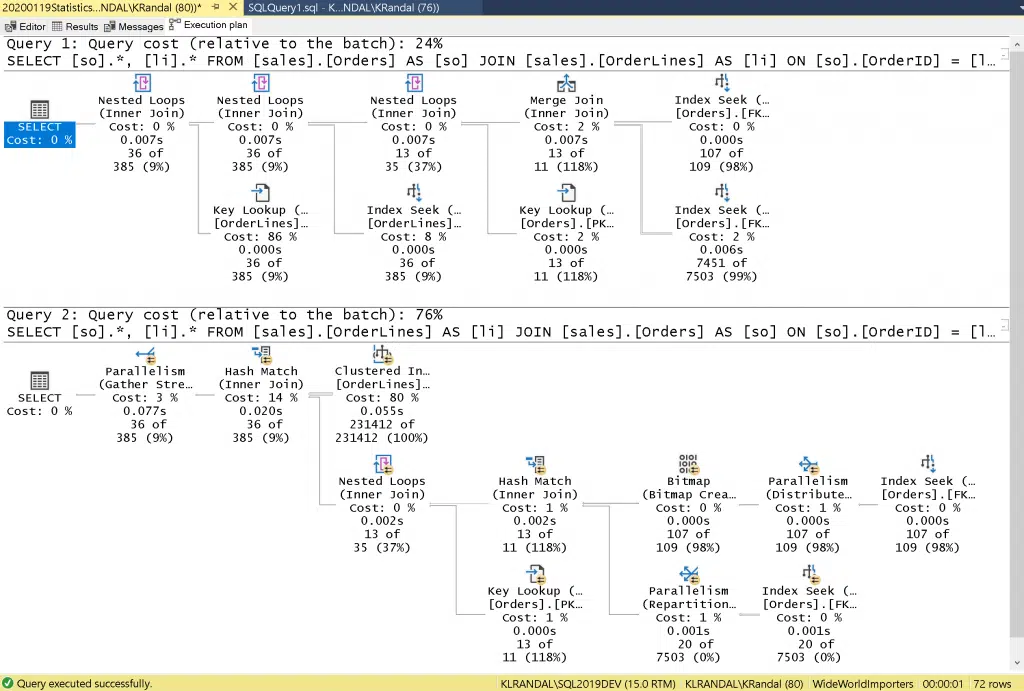 20200119Statistics...NDAL\KRandal (80))*
SQLQuery1.sql - K...NDAL\KRandal (76))
Editor
Results
Messages
Execution plan
Query 1: Query cost (relative to the batch): 24%
SELECT [so].*, [li].* FROM [sales].[Orders] AS [so] JOIN [sales].[OrderLines] AS [li] ON [so].[OrderID] = [l…
SELECT
Cost: 0 %
Nested Loops
(Inner Join)
Cost: 0 %
0.007s
36 of
385 (9%)
Nested Loops
(Inner Join)
Cost: 0 %
0.007s
36 of
385 (9%)
Nested Loops
(Inner Join)
Cost: 0 %
0.007s
13 of
35 (37%)
Merge Join
(Inner Join)
Cost: 2 %
0.007s
13 of
11 (118%)
Index Seek (…
[Orders].[FK…
Cost: 0 %
0.000s
107 of
109 (98%)
Key Lookup (…
[OrderLines]…
Cost: 86 %
0.000s
36 of
385 (9%)
Index Seek (…
[OrderLines]…
Cost: 8 %
0.000s
36 of
385 (9%)
Key Lookup (…
[Orders].[PK…
Cost: 2 %
0.000s
13 of
11 (118%)
Index Seek (…
[Orders].[FK…
Cost: 2 %
0.006s
7451 of
7503 (99%)
Query 2: Query cost (relative to the batch): 76%
SELECT [so].*, [li].* FROM [sales].[OrderLines] AS [li] JOIN [sales].[Orders] AS [so] ON [so].[OrderID] = [l…
SELECT
Cost: 0 %
Parallelism
(Gather Stre…
Cost: 3 %
0.077s
36 of
385 (9%)
Hash Match
(Inner Join)
Cost: 14 %
0.020s
36 of
385 (9%)
Clustered In…
[OrderLines]…
Cost: 80 %
0.055s
231412 of
231412 (100%)
Nested Loops
(Inner Join)
Cost: 0 %
0.002s
13 of
35 (37%)
Hash Match
(Inner Join)
Cost: 1 %
0.002s
13 of
11 (118%)
Bitmap
(Bitmap Crea…
Cost: 0 %
0.000s
107 of
109 (98%)
Parallelism
(Distribute…
Cost: 1 %
0.000s
107 of
109 (98%)
Index Seek (…
[Orders].[FK…
Cost: 0 %
0.000s
107 of
109 (98%)
Key Lookup (…
[Orders].[PK…
Cost: 1 %
0.000s
13 of
11 (118%)
Parallelism
(Repartition…
Cost: 1 %
0.001s
20 of
7503 (0%)
Index Seek (…
[Orders].[FK…
Cost: 0 %
0.001s
20 of
7503 (0%)
Query executed successfully.
KLRANDAL\SQL2019DEV (15.0 RTM)
KLRANDAL\KRandal (80)
WideWorldImporters
00:00:01
72 rows